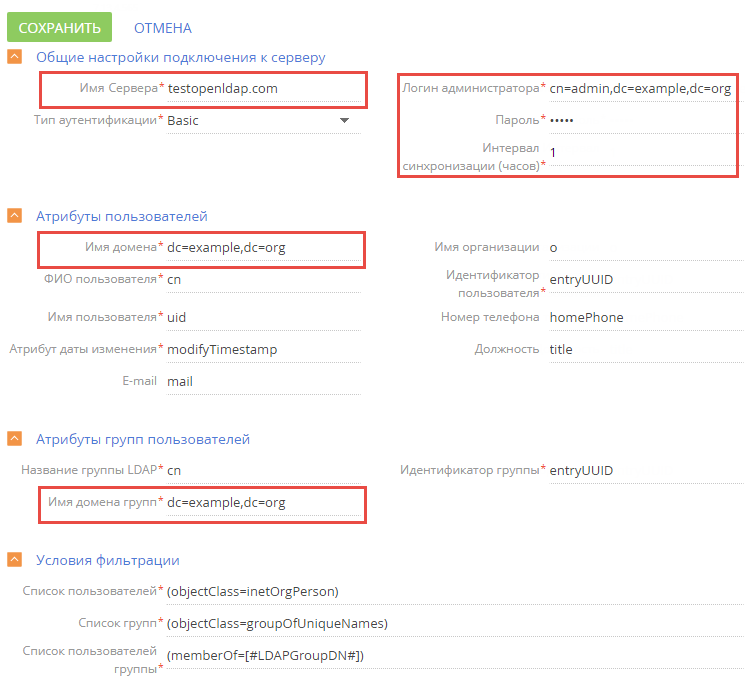 СОХРАНИТЬ ОТМЕНА
Общие настройки подключения к серверу
Имя Сервера* testopenldap.com
Логин администратора* cn=admin,dc=example,dc=org
Тип аутентификации* Basic
Пароль* •••••
Интервал
синхронизации (часов)* 1
Атрибуты пользователей
Имя домена* dc=example,dc=org
Имя организации o
ФИО пользователя* cn
Идентификатор
пользователя* entryUUID
Имя пользователя* uid
Номер телефона homePhone
Атрибут даты изменения* modifyTimestamp
Должность title
E-mail mail
Атрибуты групп пользователей
Название группы LDAP* cn
Идентификатор группы* entryUUID
Имя домена групп* dc=example,dc=org
Условия фильтрации
Список пользователей* (objectClass=inetOrgPerson)
Список групп* (objectClass=groupOfUniqueNames)
Список пользователей
группы* (memberOf=[#LDAPGroupDN#])